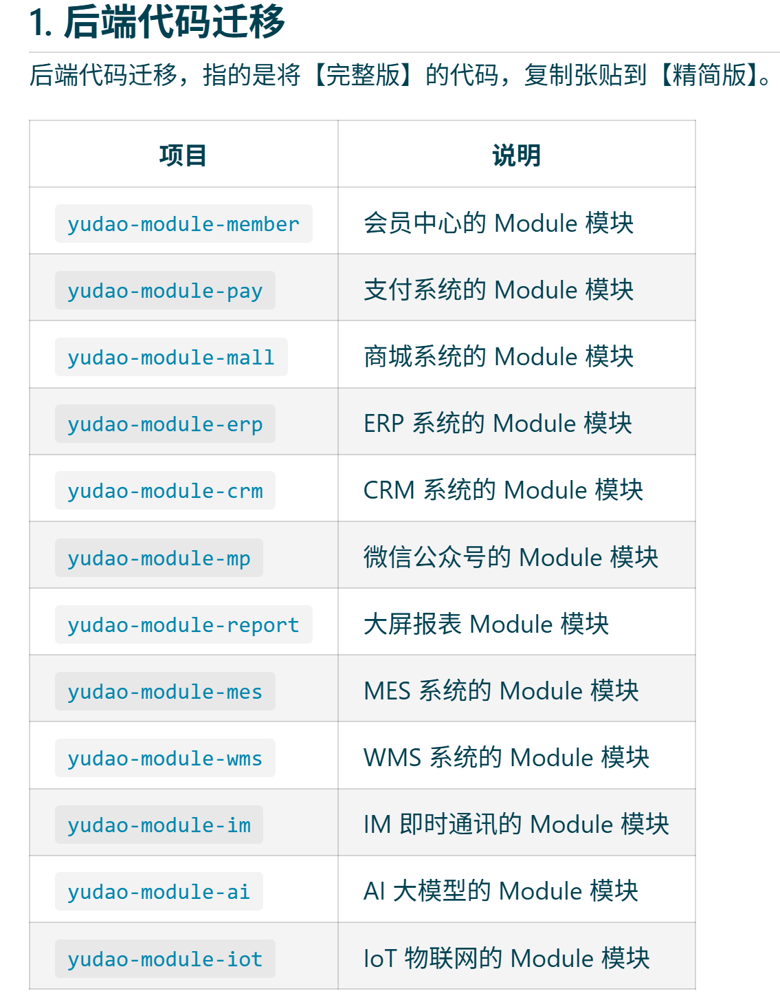 1. 后端代码迁移
后端代码迁移，指的是将【完整版】的代码，复制张贴到【精简版】。
项目 说明
yudao-module-member 会员中心的 Module 模块
yudao-module-pay 支付系统的 Module 模块
yudao-module-mall 商城系统的 Module 模块
yudao-module-erp ERP 系统的 Module 模块
yudao-module-crm CRM 系统的 Module 模块
yudao-module-mp 微信公众号的 Module 模块
yudao-module-report 大屏报表 Module 模块
yudao-module-mes MES 系统的 Module 模块
yudao-module-wms WMS 系统的 Module 模块
yudao-module-im IM 即时通讯的 Module 模块
yudao-module-ai AI 大模型的 Module 模块
yudao-module-iot IoT 物联网的 Module 模块